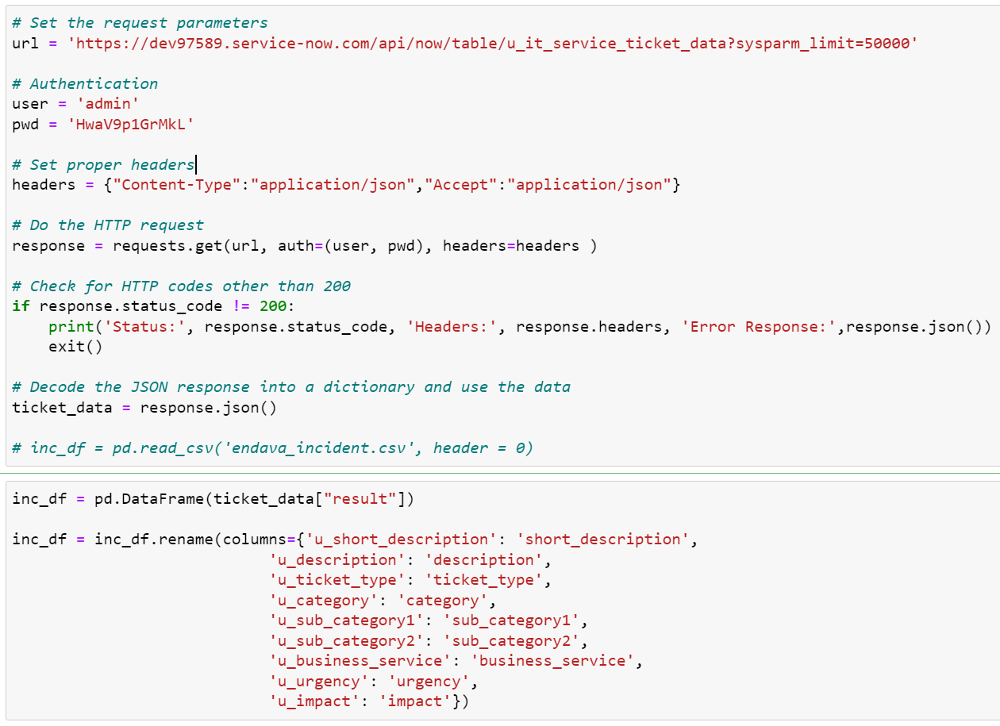 # Set the request parameters
url = 'https://dev97589.service-now.com/api/now/table/u_it_service_ticket_data?sysparm_limit=50000'
# Authentication
user = 'admin'
pwd = 'HwaV9p1GrMkL'
# Set proper headers
headers = {"Content-Type":"application/json","Accept":"application/json"}
# Do the HTTP request
response = requests.get(url, auth=(user, pwd), headers=headers )
# Check for HTTP codes other than 200
if response.status_code != 200:
    print('Status:', response.status_code, 'Headers:', response.headers, 'Error Response:',response.json())
    exit()
# Decode the JSON response into a dictionary and use the data
ticket_data = response.json()
# inc_df = pd.read_csv('endava_incident.csv', header = 0)
inc_df = pd.DataFrame(ticket_data["result"])
inc_df = inc_df.rename(columns={'u_short_description': 'short_description',
                            'u_description': 'description',
                            'u_ticket_type': 'ticket_type',
                            'u_category': 'category',
                            'u_sub_category1': 'sub_category1',
                            'u_sub_category2': 'sub_category2',
                            'u_business_service': 'business_service',
                            'u_urgency': 'urgency',
                            'u_impact': 'impact'})